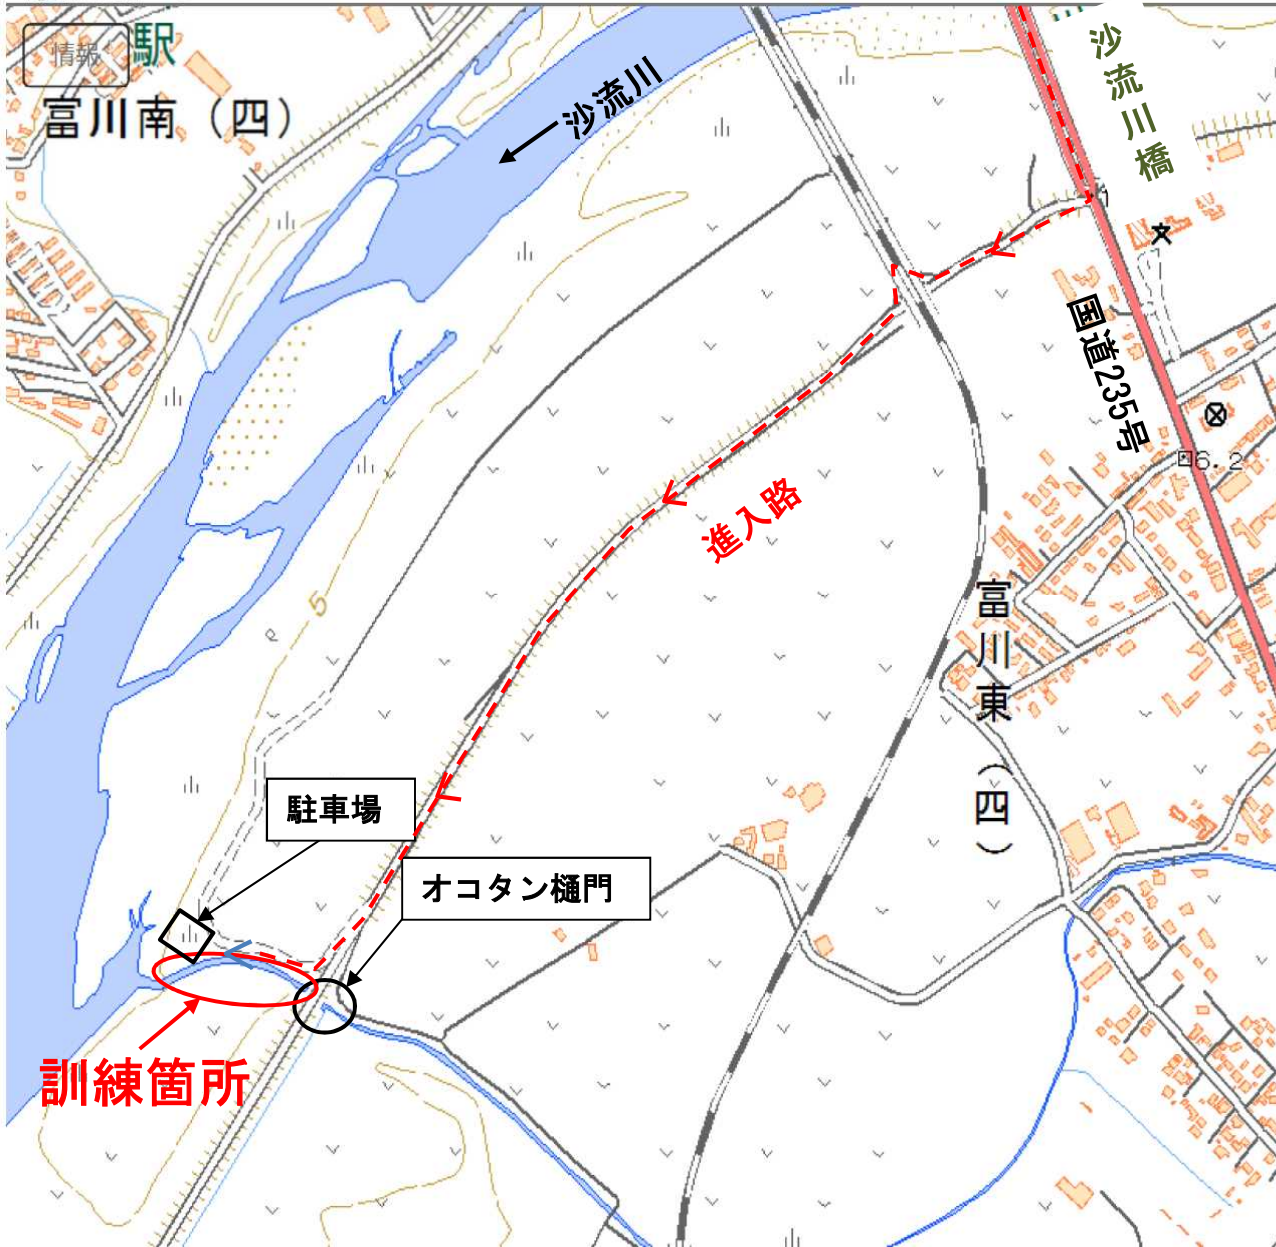 情報
駅
富川南（四）
沙流川
沙流川橋
国道235号
6.2
進入路
富川東（四）
5
駐車場
オコタン樋門
訓練箇所